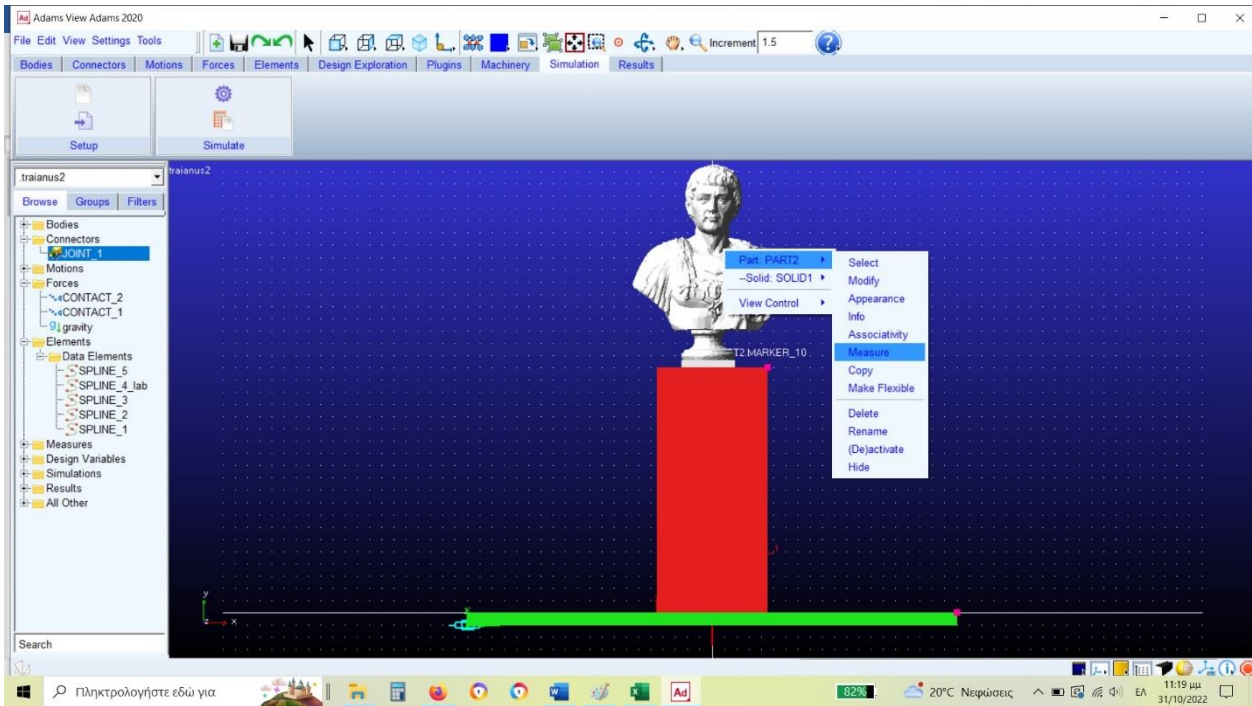 Adams View Adams 2020
File Edit View Settings Tools
Increment 1.5
Bodies Connectors Motions Forces Elements Design Exploration Plugins Machinery Simulation Results
Setup Simulate
.traianus2
traianus2
Browse Groups Filters
Bodies
Connectors
JOINT_1
Motions
Forces
CONTACT_2
CONTACT_1
gravity
Elements
Data Elements
SPLINE_5
SPLINE_4_lab
SPLINE_3
SPLINE_2
SPLINE_1
Measures
Design Variables
Simulations
Results
All Other
Search
Part: PART2
--Solid: SOLID1
View Control
Select
Modify
Appearance
Info
Associativity
Measure
Copy
Make Flexible
Delete
Rename
(De)activate
Hide
T2.MARKER_10
y
z x
Πληκτρολογήστε εδώ για
Ad
82%
20°C Νεφώσεις
ΕΛ
11:19 μμ
31/10/2022